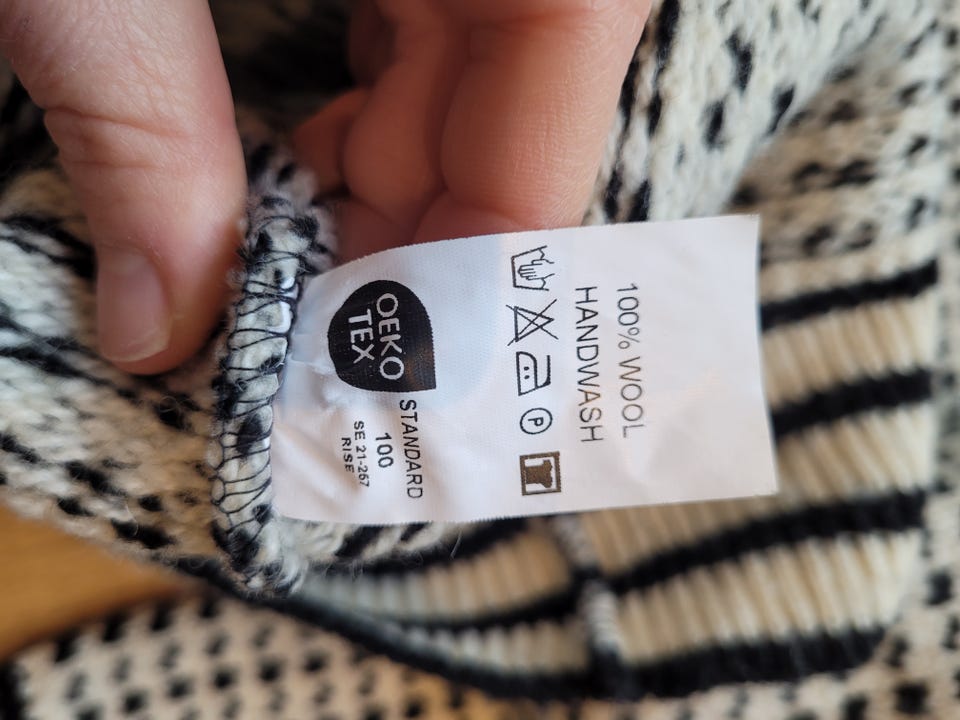 100% WOOL
HANDWASH
P
OEKO
TEX
STANDARD
100
SE 21-267
RISE